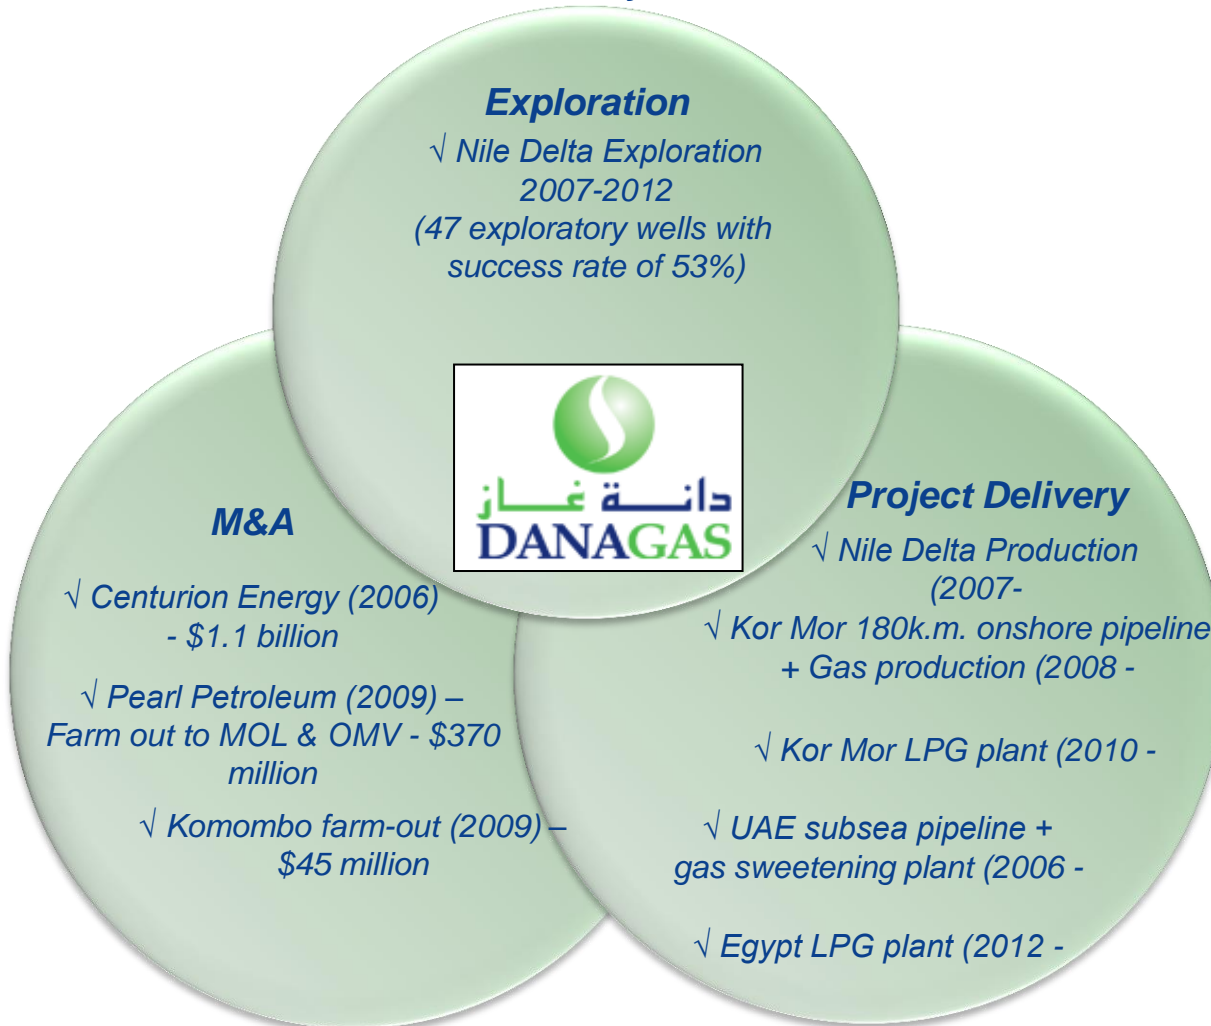 Exploration
√ Nile Delta Exploration
2007-2012
(47 exploratory wells with
success rate of 53%)
دانة غاز
DANAGAS
M&A
√ Centurion Energy (2006)
- $1.1 billion
√ Pearl Petroleum (2009) –
Farm out to MOL & OMV - $370
million
√ Komombo farm-out (2009) –
$45 million
Project Delivery
√ Nile Delta Production
(2007-
√ Kor Mor 180k.m. onshore pipeline
+ Gas production (2008 -
√ Kor Mor LPG plant (2010 -
√ UAE subsea pipeline +
gas sweetening plant (2006 -
√ Egypt LPG plant (2012 -